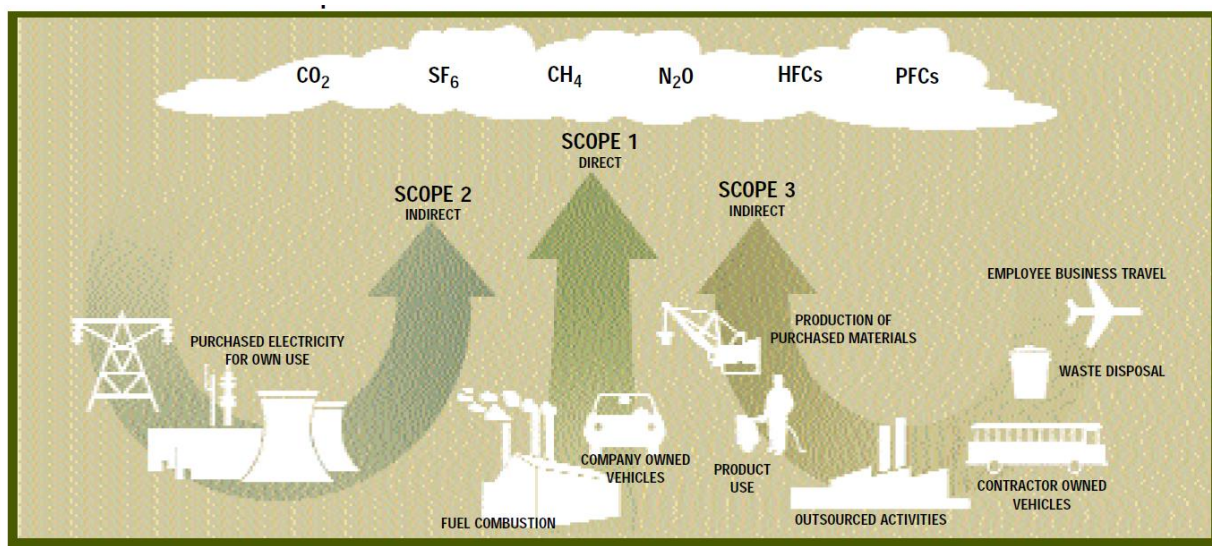 CO₂ SF₆ CH₄ N₂O HFCs PFCs
SCOPE 1
DIRECT
SCOPE 2
INDIRECT
SCOPE 3
INDIRECT
PURCHASED ELECTRICITY
FOR OWN USE
FUEL COMBUSTION
COMPANY OWNED
VEHICLES
PRODUCTION OF
PURCHASED MATERIALS
PRODUCT
USE
OUTSOURCED ACTIVITIES
EMPLOYEE BUSINESS TRAVEL
WASTE DISPOSAL
CONTRACTOR OWNED
VEHICLES